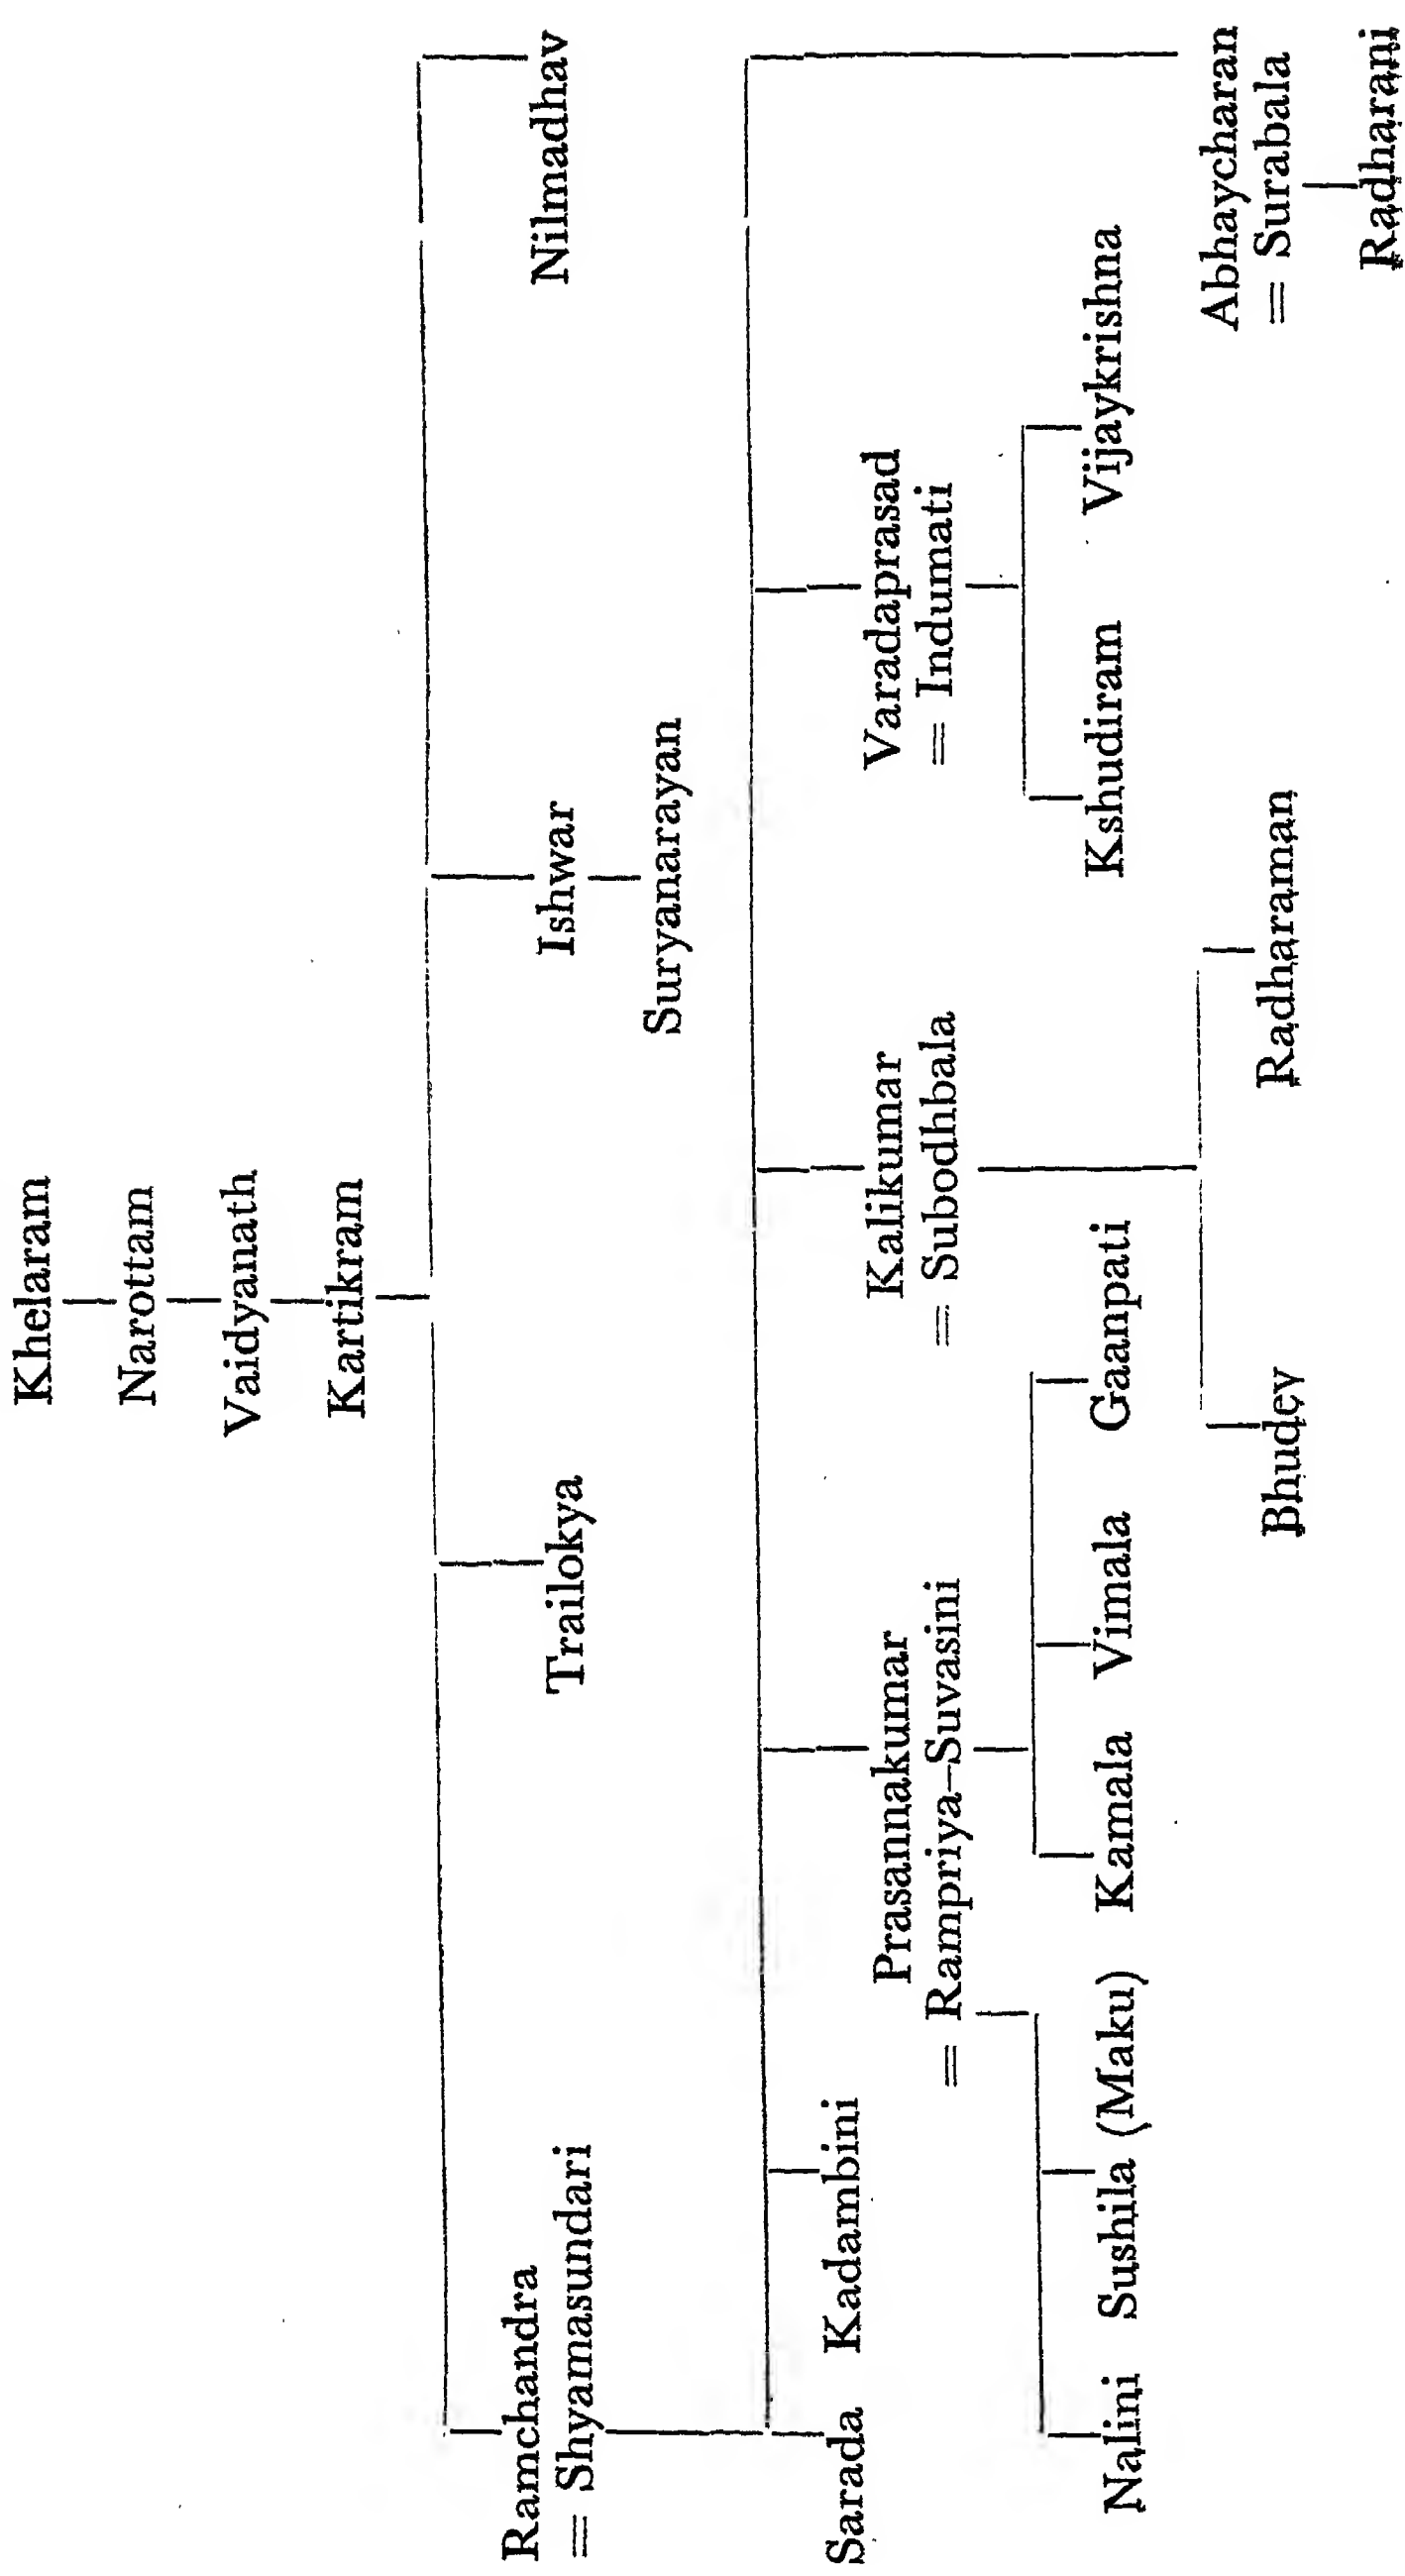 Khelaram
Narottam
Vaidyanath
Kartikram
Ramchandra
= Shyamasundari
Trailokya
Ishwar
Nilmadhav
Suryanarayan
Sarada
Kadambini
Prasannakumar
= Rampriya–Suvasini
Kalikumar
= Subodhbala
Varadaprasad
= Indumati
Abhaycharan
= Surabala
Nalini
Sushila (Maku)
Kamala
Vimala
Gaanpati
Kshudiram
Vijaykrishna
Bhudev
Radharaman
Radharani